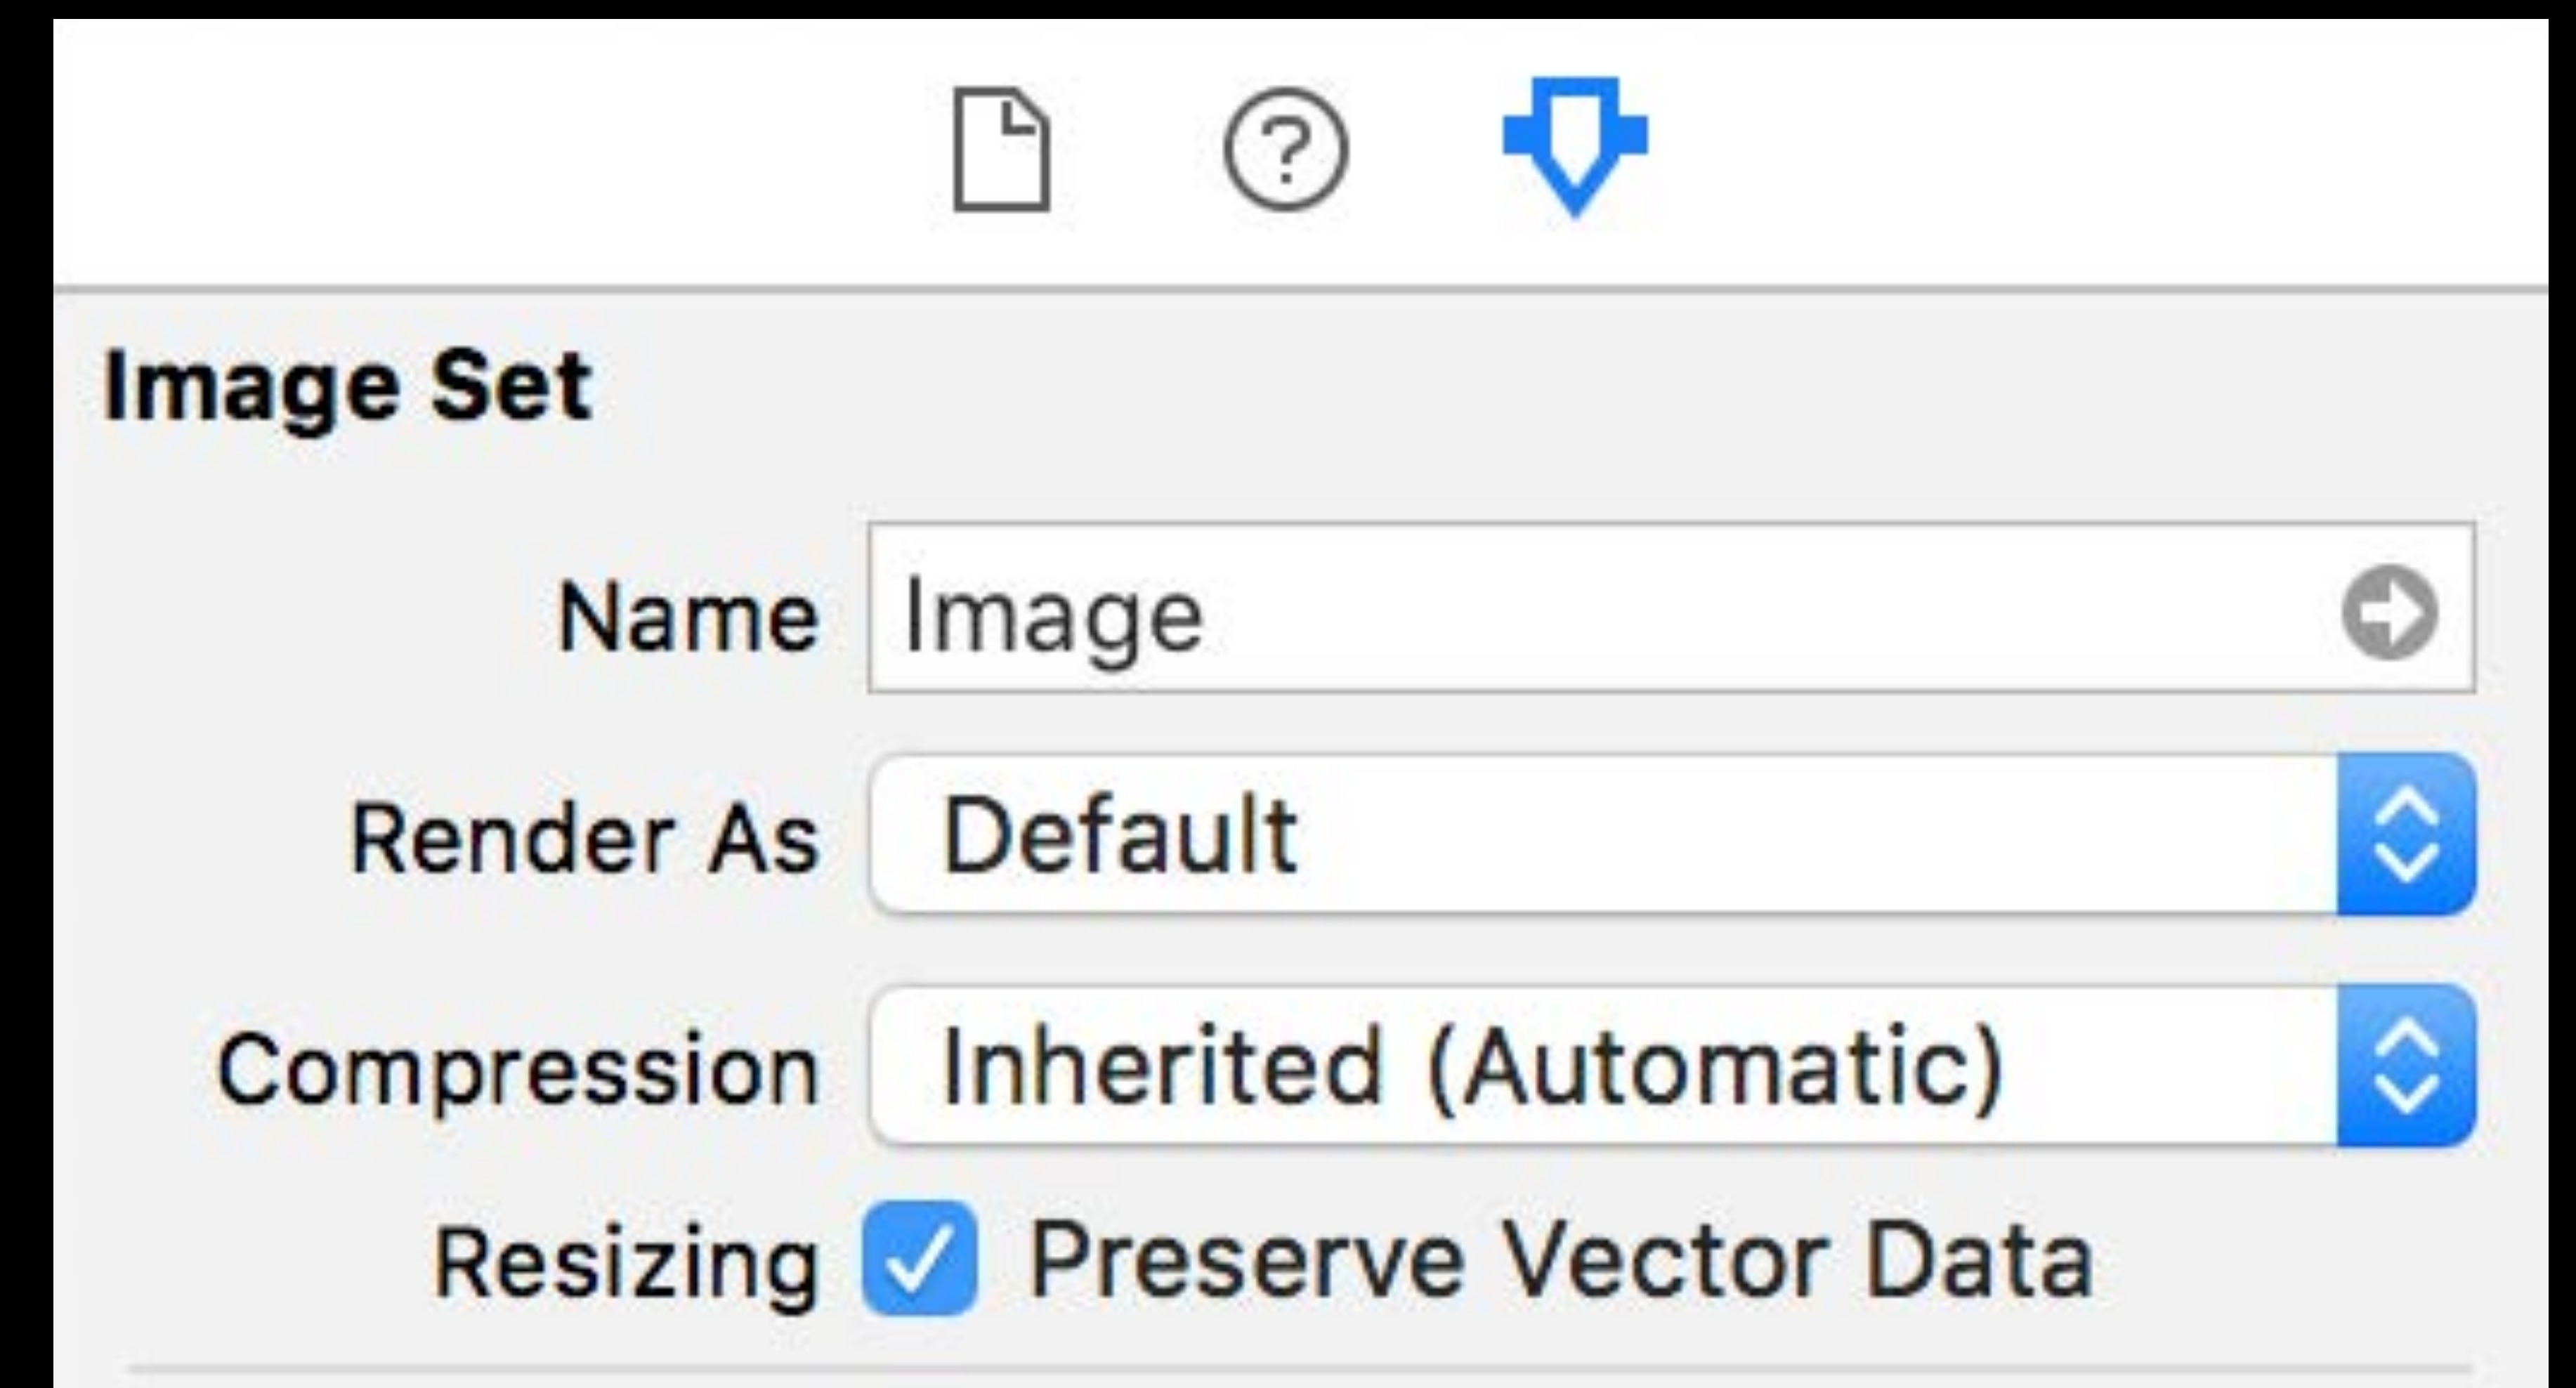 Image Set
Name Image
Render As Default
Compression Inherited (Automatic)
Resizing Preserve Vector Data